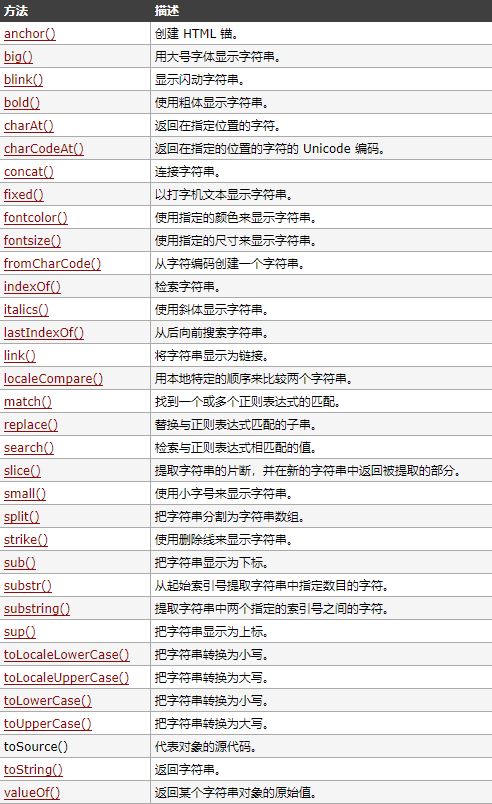 方法 描述
anchor() 创建 HTML 锚。
big() 用大号字体显示字符串。
blink() 显示闪动字符串。
bold() 使用粗体显示字符串。
charAt() 返回在指定位置的字符。
charCodeAt() 返回在指定的位置的字符的 Unicode 编码。
concat() 连接字符串。
fixed() 以打字机文本显示字符串。
fontcolor() 使用指定的颜色来显示字符串。
fontsize() 使用指定的尺寸来显示字符串。
fromCharCode() 从字符编码创建一个字符串。
indexOf() 检索字符串。
italics() 使用斜体显示字符串。
lastIndexOf() 从后向前搜索字符串。
link() 将字符串显示为链接。
localeCompare() 用本地特定的顺序来比较两个字符串。
match() 找到一个或多个正则表达式的匹配。
replace() 替换与正则表达式匹配的子串。
search() 检索与正则表达式相匹配的值。
slice() 提取字符串的片断，并在新的字符串中返回被提取的部分。
small() 使用小字号来显示字符串。
split() 把字符串分割为字符串数组。
strike() 使用删除线来显示字符串。
sub() 把字符串显示为下标。
substr() 从起始索引号提取字符串中指定数目的字符。
substring() 提取字符串中两个指定的索引号之间的字符。
sup() 把字符串显示为上标。
toLocaleLowerCase() 把字符串转换为小写。
toLocaleUpperCase() 把字符串转换为大写。
toLowerCase() 把字符串转换为小写。
toUpperCase() 把字符串转换为大写。
toSource() 代表对象的源代码。
toString() 返回字符串。
valueOf() 返回某个字符串对象的原始值。